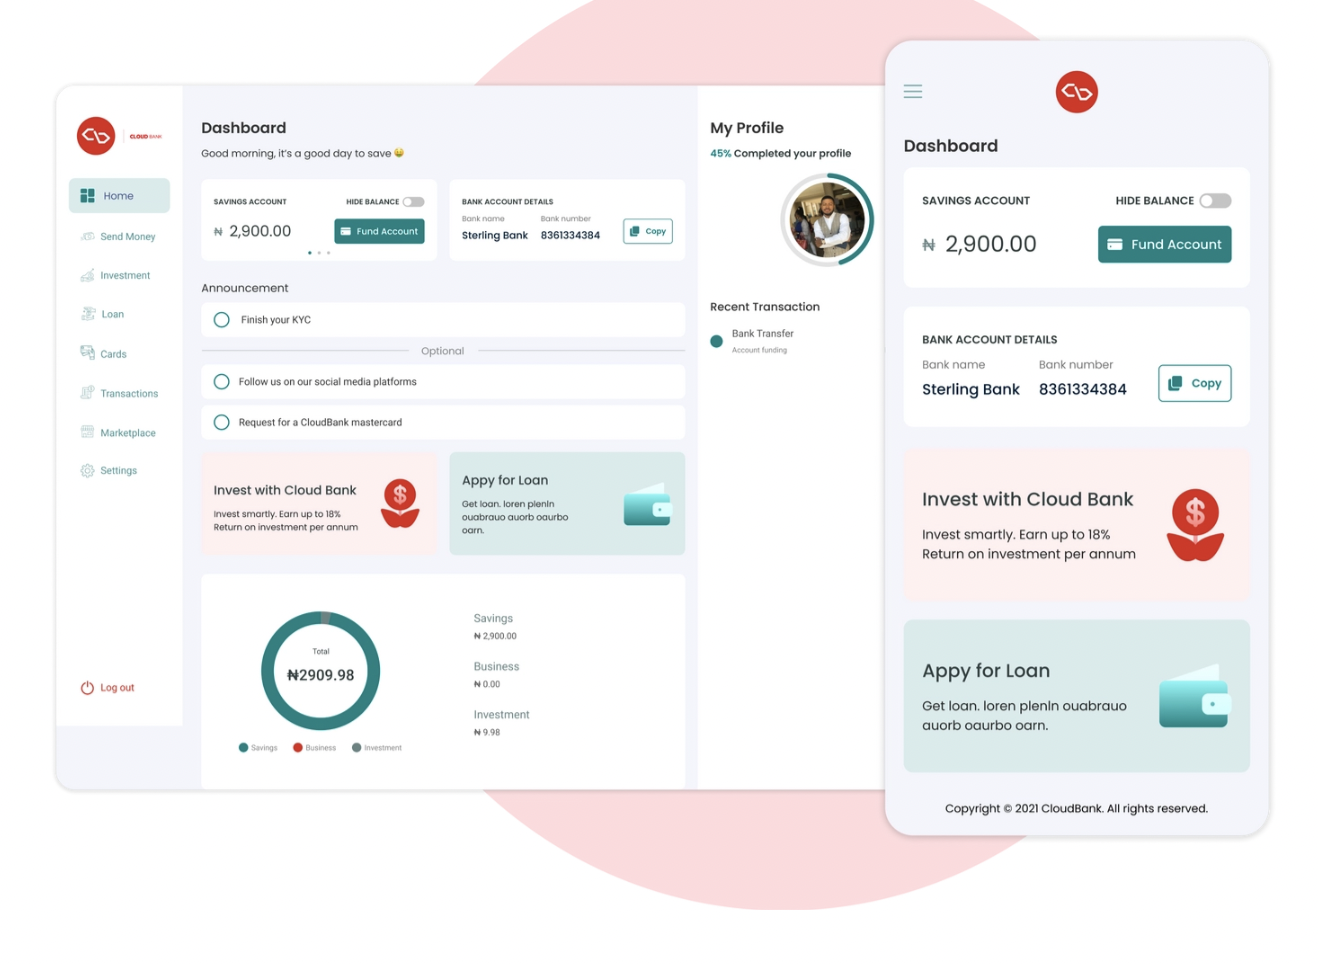 CLOUD BANK
Home
Send Money
Investment
Loan
Cards
Transactions
Marketplace
Settings
Log out
Dashboard
Good morning, it's a good day to save
SAVINGS ACCOUNT
HIDE BALANCE
₦ 2,900.00
Fund Account
BANK ACCOUNT DETAILS
Bank name
Bank number
Sterling Bank
8361334384
Copy
Announcement
Finish your KYC
Optional
Follow us on our social media platforms
Request for a CloudBank mastercard
Invest with Cloud Bank
Invest smartly. Earn up to 18%
Return on investment per annum
$
Appy for Loan
Get loan. loren plenln
ouabrauo auorb oaurbo
oarn.
Total
₦2909.98
Savings
Business
Investment
Savings
₦ 2,900.00
Business
₦ 0.00
Investment
₦ 9.98
My Profile
45% Completed your profile
Recent Transaction
Bank Transfer
Account funding
Dashboard
SAVINGS ACCOUNT
HIDE BALANCE
₦ 2,900.00
Fund Account
BANK ACCOUNT DETAILS
Bank name
Bank number
Sterling Bank
8361334384
Copy
Invest with Cloud Bank
Invest smartly. Earn up to 18%
Return on investment per annum
$
Appy for Loan
Get loan. loren plenln ouabrauo
auorb oaurbo oarn.
Copyright © 2021 CloudBank. All rights reserved.